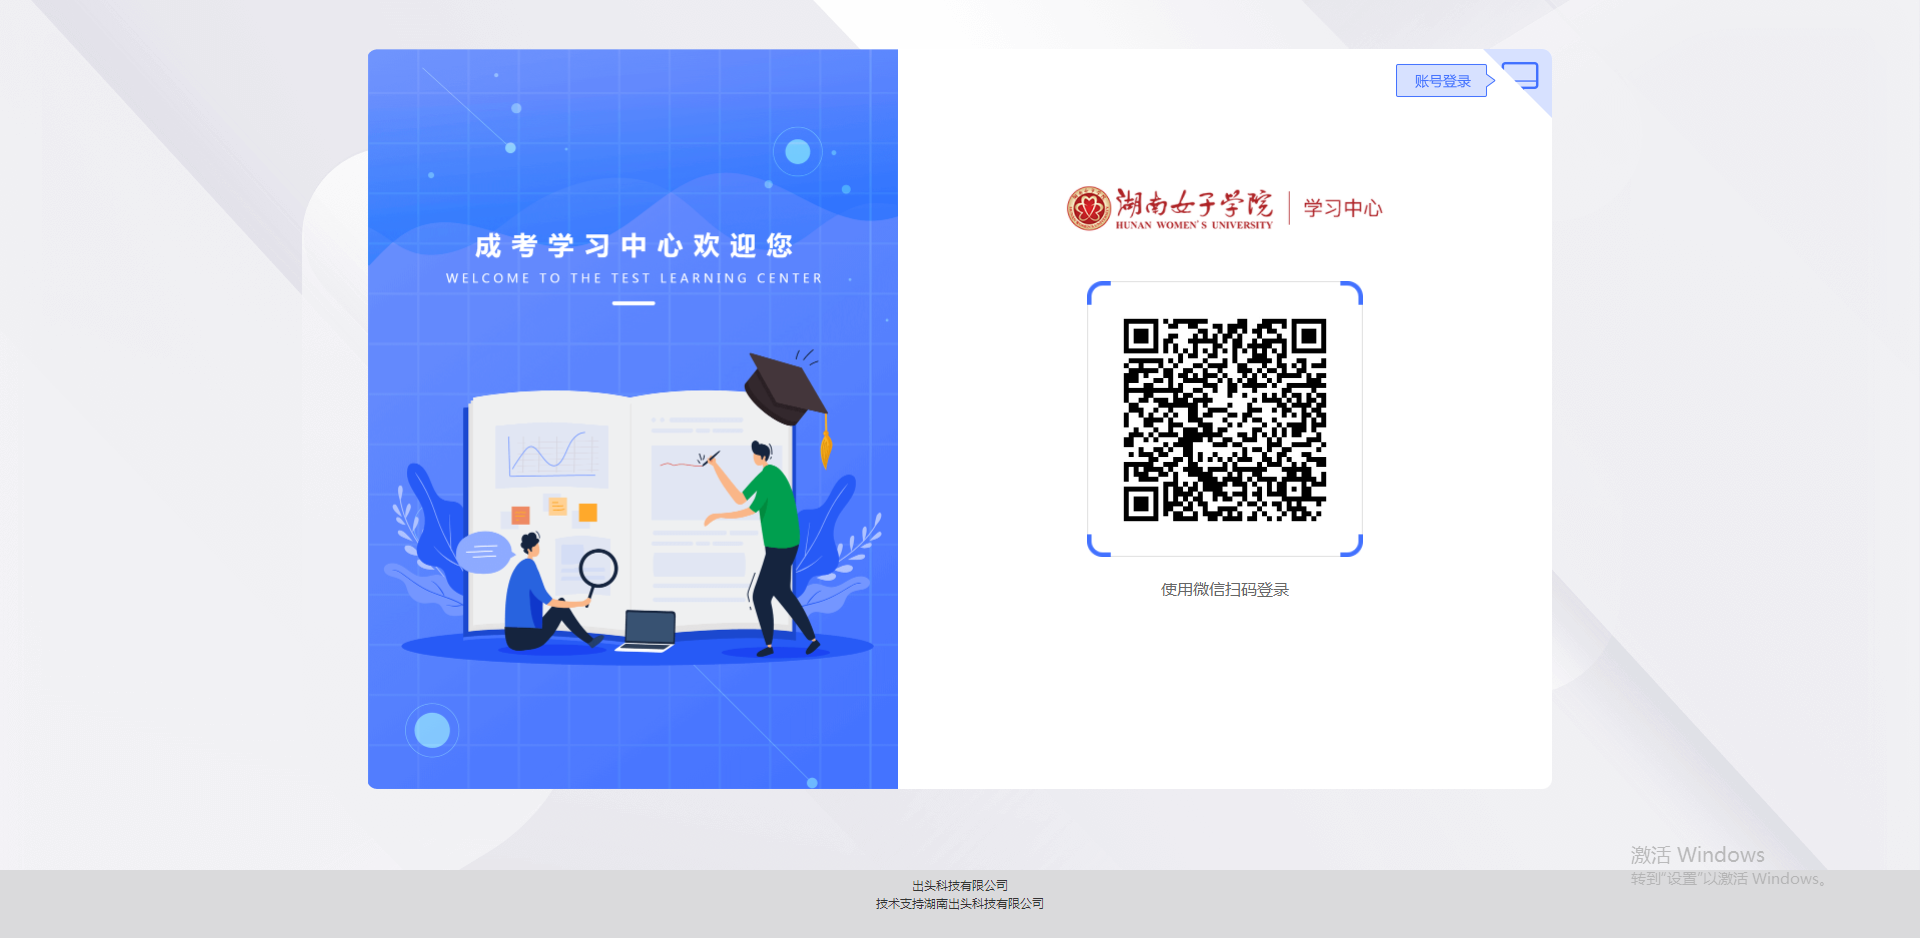 账号登录
湖南女子学院
HUNAN WOMEN'S UNIVERSITY
学习中心
成考学习中心欢迎您
WELCOME TO THE TEST LEARNING CENTER
使用微信扫码登录
激活 Windows
转到"设置"以激活 Windows。
出头科技有限公司
技术支持湖南出头科技有限公司